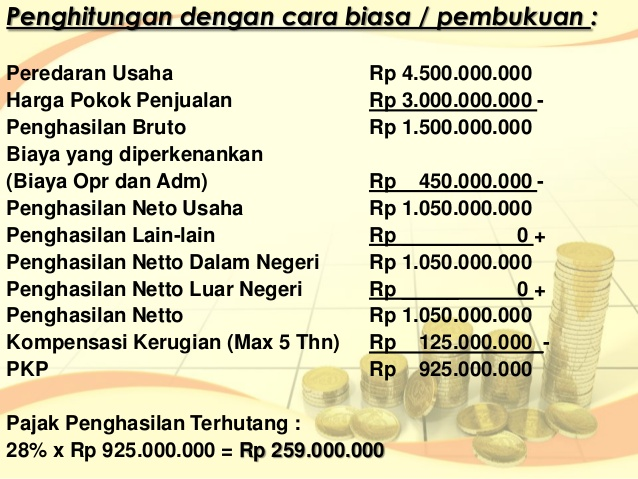 Penghitungan dengan cara biasa / pembukuan :
Peredaran Usaha Rp 4.500.000.000
Harga Pokok Penjualan Rp 3.000.000.000 -
Penghasilan Bruto Rp 1.500.000.000
Biaya yang diperkenankan
(Biaya Opr dan Adm) Rp 450.000.000 -
Penghasilan Neto Usaha Rp 1.050.000.000
Penghasilan Lain-lain Rp 0 +
Penghasilan Netto Dalam Negeri Rp 1.050.000.000
Penghasilan Netto Luar Negeri Rp 0 +
Penghasilan Netto Rp 1.050.000.000
Kompensasi Kerugian (Max 5 Thn) Rp 125.000.000 -
PKP Rp 925.000.000
Pajak Penghasilan Terhutang :
28% x Rp 925.000.000 = Rp 259.000.000